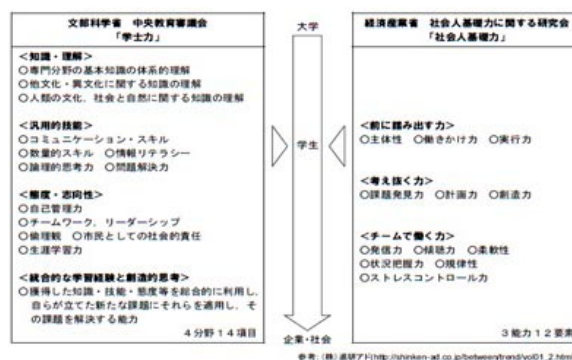 文部科学省 中央教育審議会
「学士力」
<知識・理解>
○専門分野の基本知識の体系的理解
○他文化・異文化に関する知識の理解
○人類の文化、社会と自然に関する知識の理解
<汎用的技能>
○コミュニケーション・スキル
○数量的スキル ○情報リテラシー
○論理的思考力 ○問題解決力
<態度・志向性>
○自己管理力
○チームワーク、リーダーシップ
○倫理観 ○市民としての社会的責任
○生涯学習力
<統合的な学習経験と創造的思考>
○獲得した知識・技能・態度等を総合的に利用し、
自らが立てた新たな課題にそれらを適用し、そ
の課題を解決する能力
4分野14項目
大学
学生
企業・社会
経済産業省 社会人基礎力に関する研究会
「社会人基礎力」
<前に踏み出す力>
○主体性 ○働きかけ力 ○実行力
<考え抜く力>
○課題発見力 ○計画力 ○創造力
<チームで働く力>
○発信力 ○傾聴力 ○柔軟性
○状況把握力 ○規律性
○ストレスコントロール力
3能力12要素
参考:(株)進研アド(http://shinken-ad.co.jp/between/trend/vol01_2.html